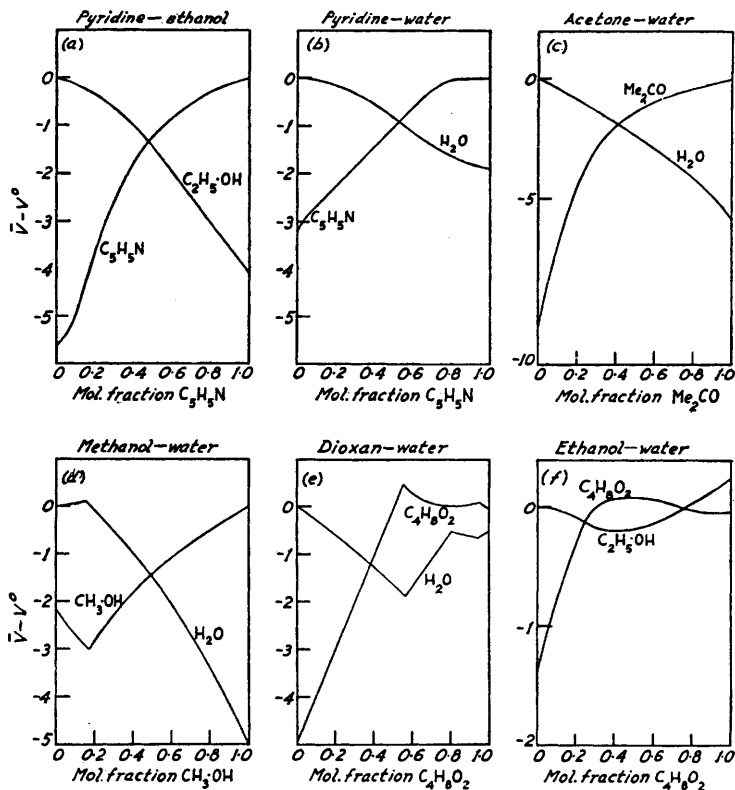 Pyridine—ethanol
(a)
0
-1
-2
-3
-4
-5
V̄-V⁰
C₂H₅·OH
C₅H₅N
0 0·2 0·4 0·6 0·8 1·0
Mol. fraction C₅H₅N
Pyridine—water
(b)
0
-1
-2
-3
-4
-5
H₂O
C₅H₅N
0 0·2 0·4 0·6 0·8 1·0
Mol. fraction C₅H₅N
Acetone—water
(c)
0
-5
-10
Me₂CO
H₂O
0 0·2 0·4 0·6 0·8 1·0
Mol. fraction Me₂CO
Methanol—water
(d)
0
-1
-2
-3
-4
-5
V̄-V⁰
CH₃·OH
H₂O
0 0·2 0·4 0·6 0·8 1·0
Mol. fraction CH₃·OH
Dioxan—water
(e)
0
-1
-2
-3
-4
C₄H₈O₂
H₂O
0 0·2 0·4 0·6 0·8 1·0
Mol. fraction C₄H₈O₂
Ethanol—water
(f)
0
-1
-2
C₄H₈O₂
C₂H₅·OH
0 0·2 0·4 0·6 0·8 1·0
Mol. fraction C₄H₈O₂